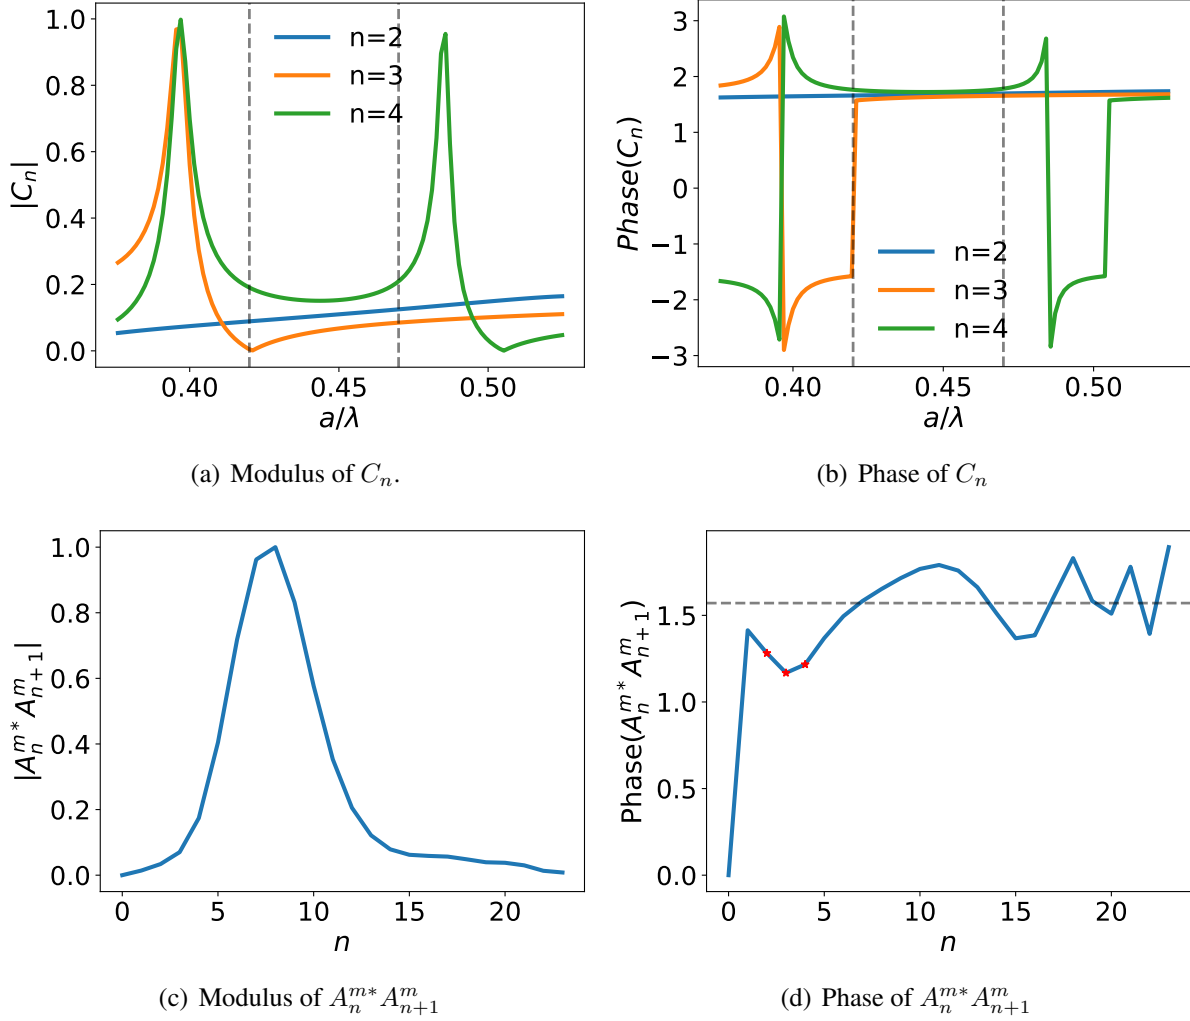 1.0
0.8
0.6
0.4
0.2
0.0
|C_n|
n=2
n=3
n=4
0.40
0.45
0.50
a/λ
(a) Modulus of C_n.
3
2
1
0
−1
−2
−3
Phase(C_n)
n=2
n=3
n=4
0.40
0.45
0.50
a/λ
(b) Phase of C_n
1.0
0.8
0.6
0.4
0.2
0.0
|A_n^{m*} A_{n+1}^m|
0
5
10
15
20
n
(c) Modulus of A_n^{m*} A_{n+1}^m
1.5
1.0
0.5
0.0
Phase(A_n^{m*} A_{n+1}^m)
0
5
10
15
20
n
(d) Phase of A_n^{m*} A_{n+1}^m